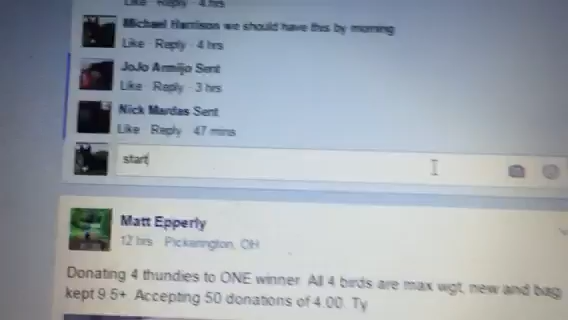 Like · Reply · 4 hrs
Michael Harrison we should have this by morning
Like · Reply · 4 hrs
JoJo Armijo Sent
Like · Reply · 3 hrs
Nick Mardas Sent
Like · Reply · 47 mins
start
Matt Epperly
12 hrs · Pickerington, OH
Donating 4 thundies to ONE winner. All 4 birds are max wgt, new and bag
kept 9.5+. Accepting 50 donations of 4.00. Ty